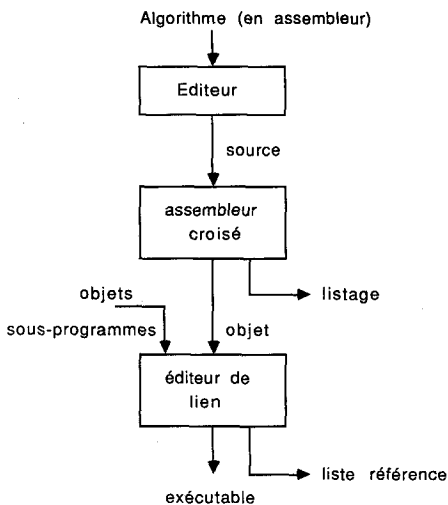 Algorithme (en assembleur)
Editeur
source
assembleur
croisé
listage
objets
sous-programmes
objet
éditeur de
lien
liste référence
exécutable